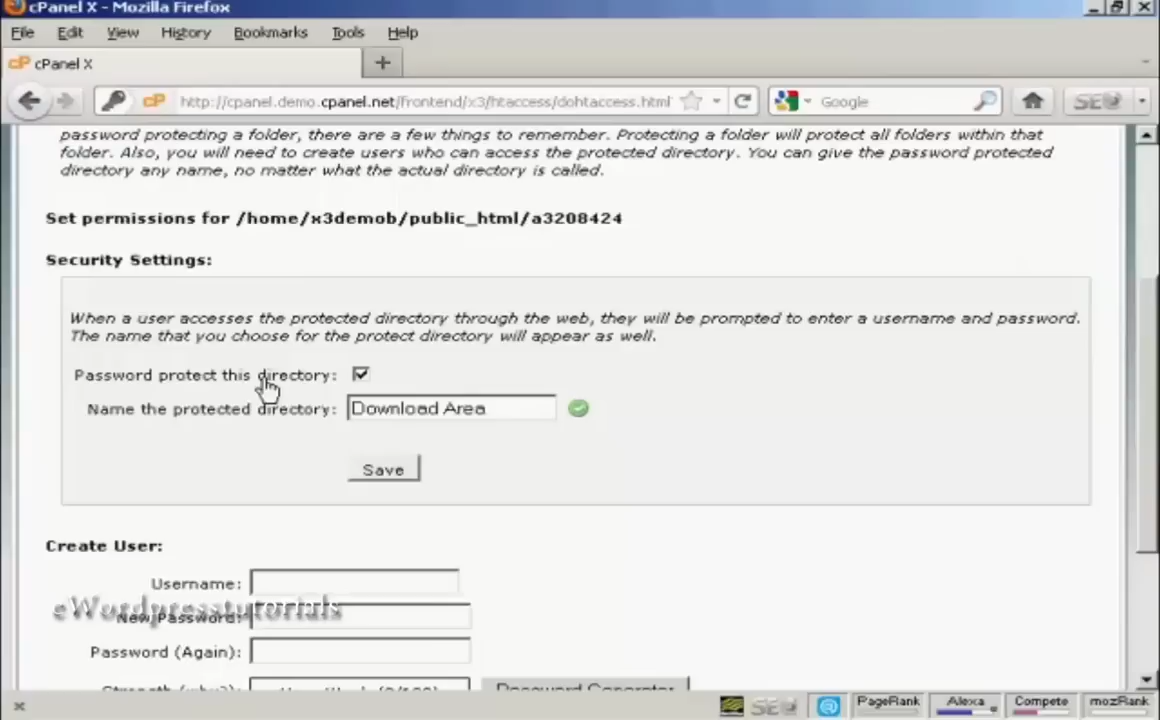 cPanel X - Mozilla Firefox
File Edit View History Bookmarks Tools Help
cP cPanel X +
cP http://cpanel.demo.cpanel.net/frontend/x3/htaccess/dohtaccess.html Google SEO
password protecting a folder, there are a few things to remember. Protecting a folder will protect all folders within that
folder. Also, you will need to create users who can access the protected directory. You can give the password protected
directory any name, no matter what the actual directory is called.
Set permissions for /home/x3demob/public_html/a3208424
Security Settings:
When a user accesses the protected directory through the web, they will be prompted to enter a username and password.
The name that you choose for the protect directory will appear as well.
Password protect this directory:
Name the protected directory: Download Area
Save
Create User:
Username:
eWordpresstutorials
New Password:
Password (Again):
Strength (why?): Password Generator
x SEO PageRank Alexa Compete mozRank